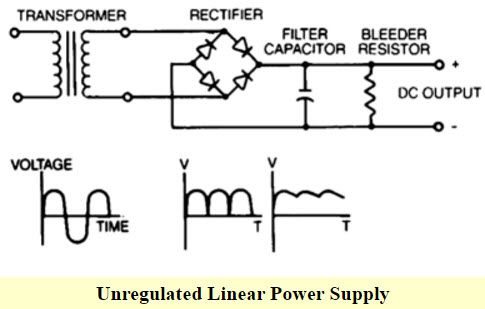 TRANSFORMER
RECTIFIER
FILTER
CAPACITOR
BLEEDER
RESISTOR
+
DC OUTPUT
-
VOLTAGE
TIME
V
T
V
T
Unregulated Linear Power Supply